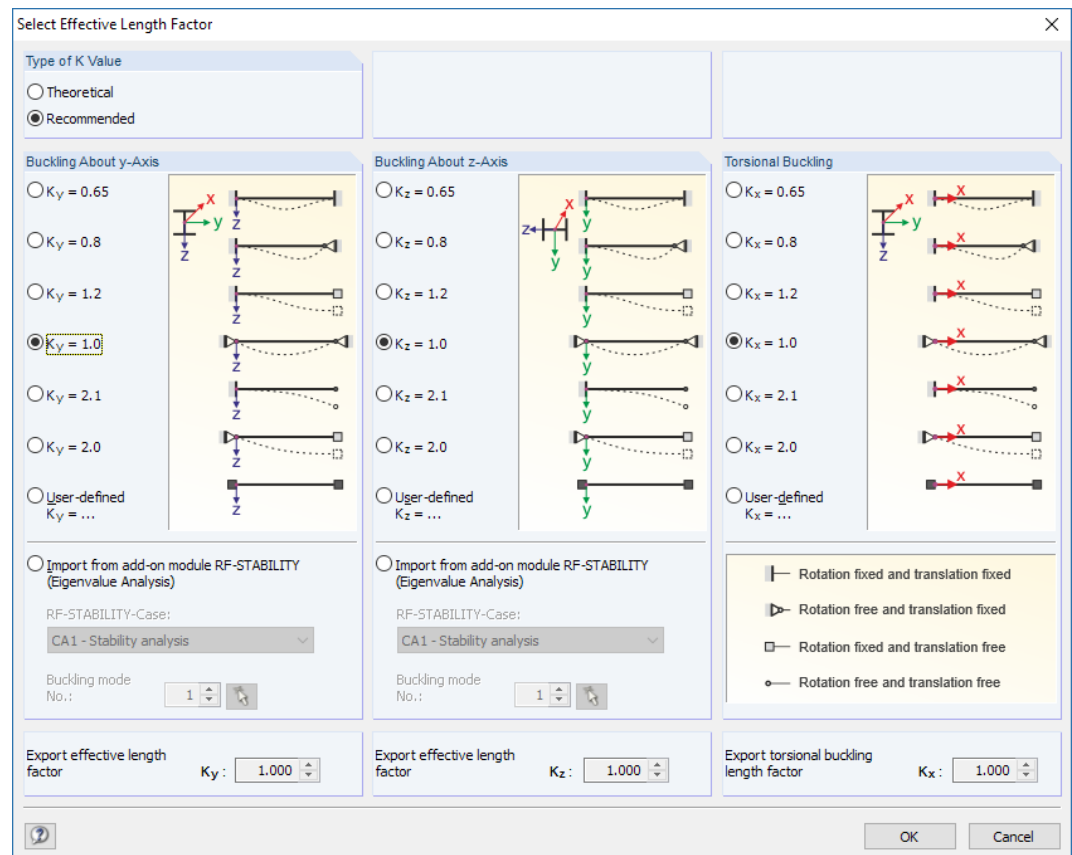 Select Effective Length Factor
Type of K Value
Theoretical
Recommended
Buckling About y-Axis
Ky = 0.65
Ky = 0.8
Ky = 1.2
Ky = 1.0
Ky = 2.1
Ky = 2.0
User-defined
Ky = ...
x
y
z
z
z
z
z
z
z
z
Import from add-on module RF-STABILITY
(Eigenvalue Analysis)
RF-STABILITY-Case:
CA1 - Stability analysis
Buckling mode
No.:
1
Buckling About z-Axis
Kz = 0.65
Kz = 0.8
Kz = 1.2
Kz = 1.0
Kz = 2.1
Kz = 2.0
User-defined
Kz = ...
x
z
y
y
y
y
y
y
y
y
Import from add-on module RF-STABILITY
(Eigenvalue Analysis)
RF-STABILITY-Case:
CA1 - Stability analysis
Buckling mode
No.:
1
Torsional Buckling
Kx = 0.65
Kx = 0.8
Kx = 1.2
Kx = 1.0
Kx = 2.1
Kx = 2.0
User-defined
Kx = ...
x
y
z
x
x
x
x
x
x
x
Rotation fixed and translation fixed
Rotation free and translation fixed
Rotation fixed and translation free
Rotation free and translation free
Export effective length
factor
Ky :
1.000
Export effective length
factor
Kz :
1.000
Export torsional buckling
length factor
Kx :
1.000
?
OK
Cancel